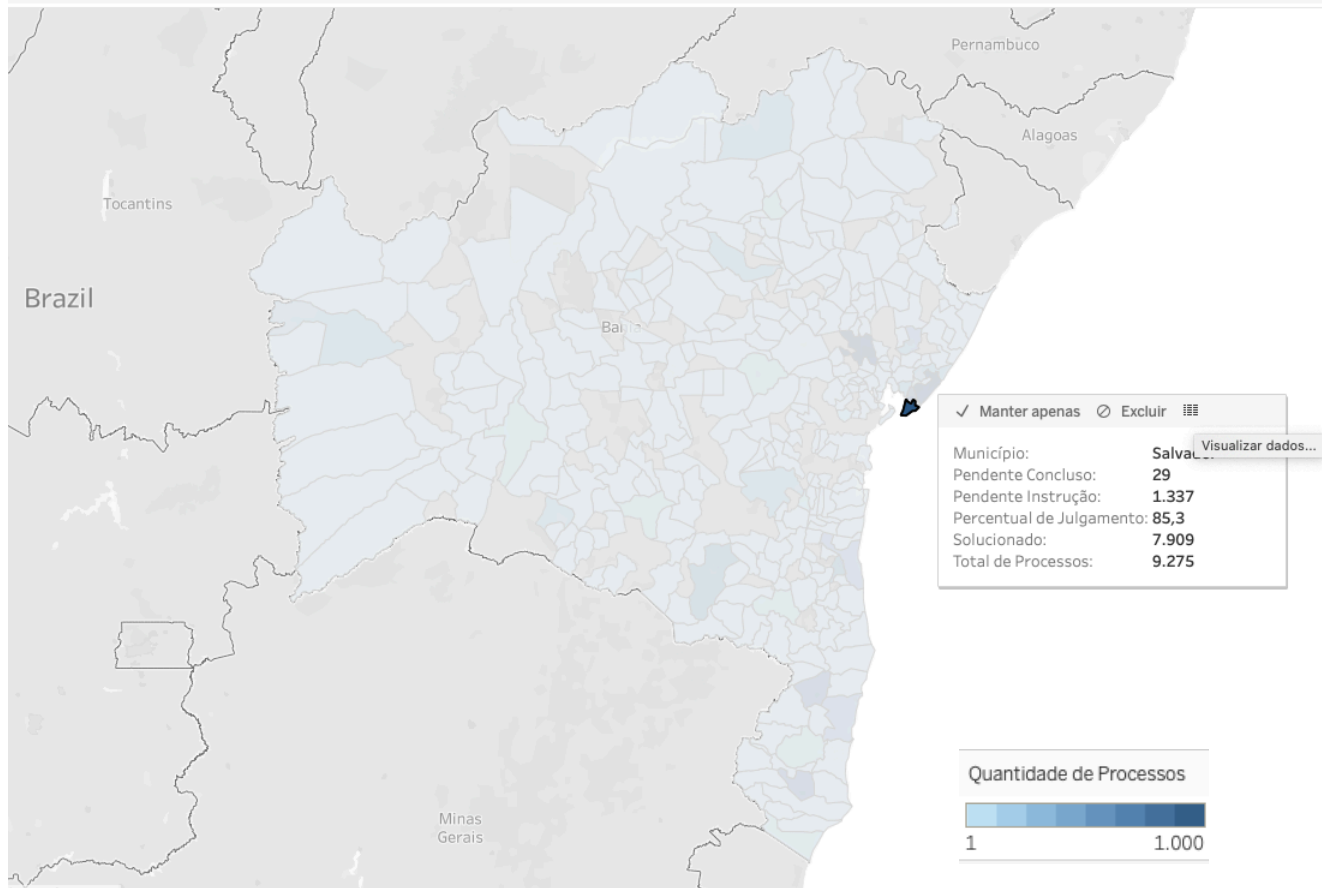 Pernambuco
Alagoas
Tocantins
Brazil
Manter apenas Excluir
Visualizar dados...
Município:
Pendente Concluso: 29
Pendente Instrução: 1.337
Percentual de Julgamento: 85,3
Solucionado: 7.909
Total de Processos: 9.275
Quantidade de Processos
1 1.000
Minas
Gerais